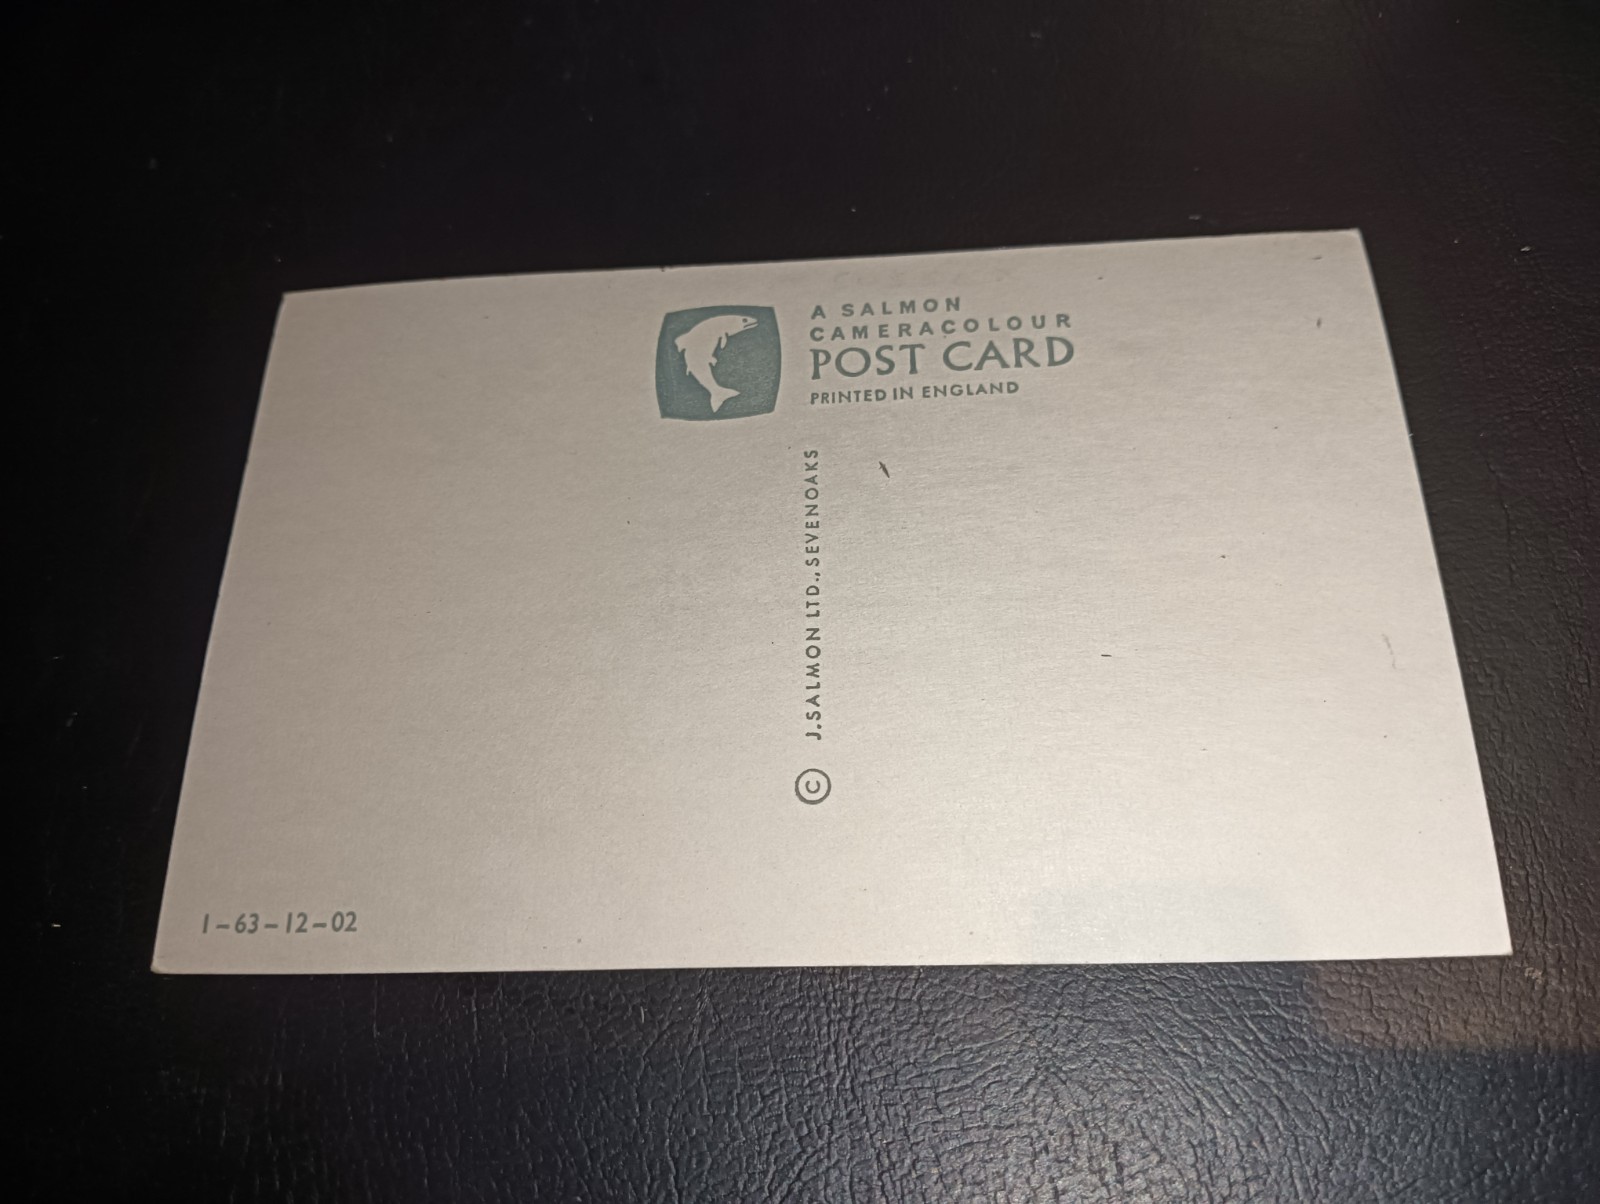 A SALMON
CAMERACOLOUR
POST CARD
PRINTED IN ENGLAND
© J. SALMON LTD., SEVENOAKS
1-63-12-02